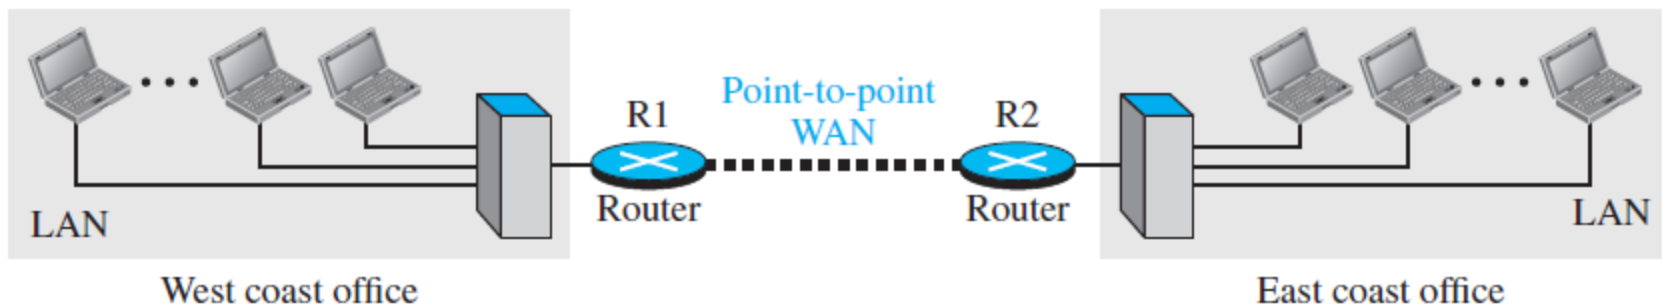 Point-to-point
WAN
R1
R2
Router
Router
LAN
LAN
West coast office
East coast office